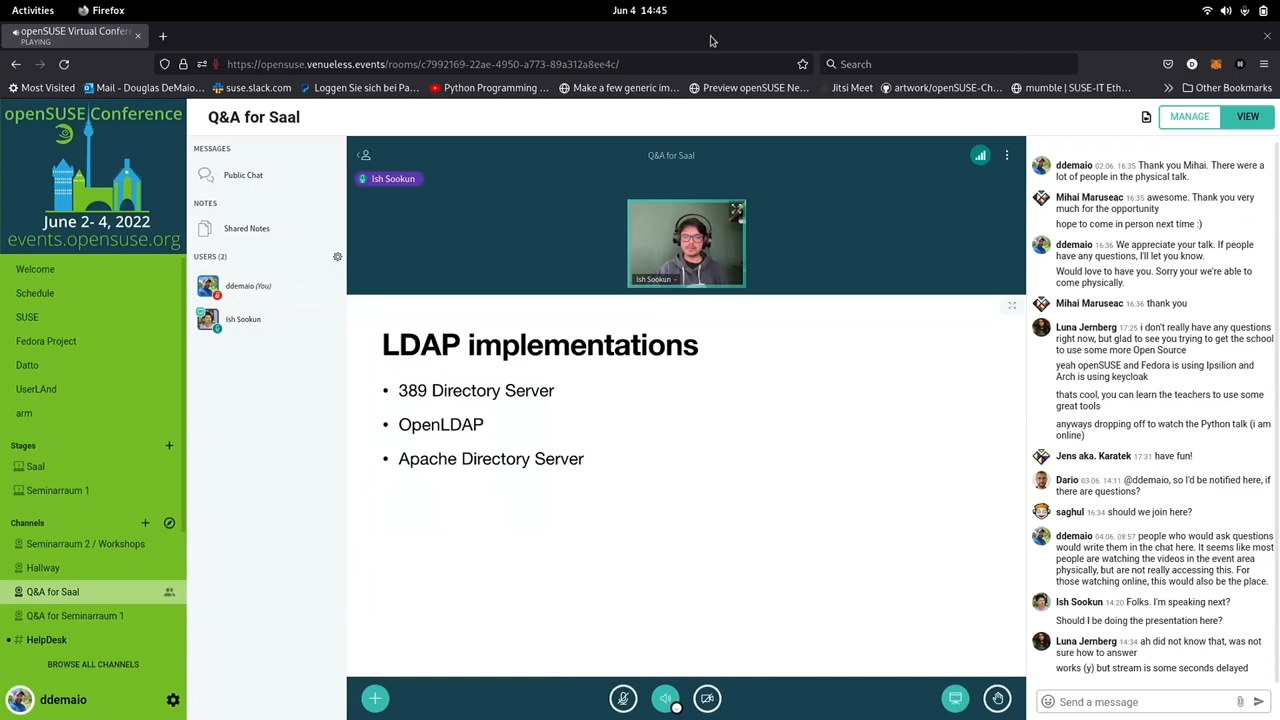 Activities
Firefox
Jun 4 14:45
openSUSE Virtual Confer
PLAYING
https://opensuse.venueless.events/rooms/c7992169-22ae-4950-a773-89a312a8ee4c/
Search
Most Visited
Mail - Douglas DeMaio...
suse.slack.com
Loggen Sie sich bei Pa...
Python Programming ...
Make a few generic im...
Preview openSUSE Ne...
Jitsi Meet
artwork/openSUSE-Ch...
mumble | SUSE-IT Eth...
Other Bookmarks
openSUSE Conference
June 2- 4, 2022
events.opensuse.org
Welcome
Schedule
SUSE
Fedora Project
Datto
UserLAnd
arm
Stages
Saal
Seminarraum 1
Channels
Seminarraum 2 / Workshops
Hallway
Q&A for Saal
Q&A for Seminarraum 1
# HelpDesk
BROWSE ALL CHANNELS
ddemaio
Q&A for Saal
MANAGE
VIEW
MESSAGES
Public Chat
NOTES
Shared Notes
USERS (2)
ddemaio (You)
Ish Sookun
Q&A for Saal
Ish Sookun
Ish Sookun
LDAP implementations
• 389 Directory Server
• OpenLDAP
• Apache Directory Server
ddemaio 02.06. 16:35 Thank you Mihai. There were a
lot of people in the physical talk.
Mihai Maruseac 16:35 awesome. Thank you very
much for the opportunity
hope to come in person next time :)
ddemaio 16:36 We appreciate your talk. If people
have any questions, I'll let you know.
Would love to have you. Sorry your we're able to
come physically.
Mihai Maruseac 16:36 thank you
Luna Jernberg 17:25 i don't really have any questions
right now, but glad to see you trying to get the school
to use some more Open Source
yeah openSUSE and Fedora is using Ipsilion and
Arch is using keycloak
thats cool, you can learn the teachers to use some
great tools
anyways dropping off to watch the Python talk (i am
online)
Jens aka. Karatek 17:31 have fun!
Dario 03.06. 14:11 @ddemaio, so I'd be notified here, if
there are questions?
saghul 16:34 should we join here?
ddemaio 04.06. 08:57 people who would ask questions
would write them in the chat here. It seems like most
people are watching the videos in the event area
physically, but are not really accessing this. For
those watching online, this would also be the place.
Ish Sookun 14:20 Folks. I'm speaking next?
Should I be doing the presentation here?
Luna Jernberg 14:34 ah did not know that, was not
sure how to answer
works (y) but stream is some seconds delayed
Send a message